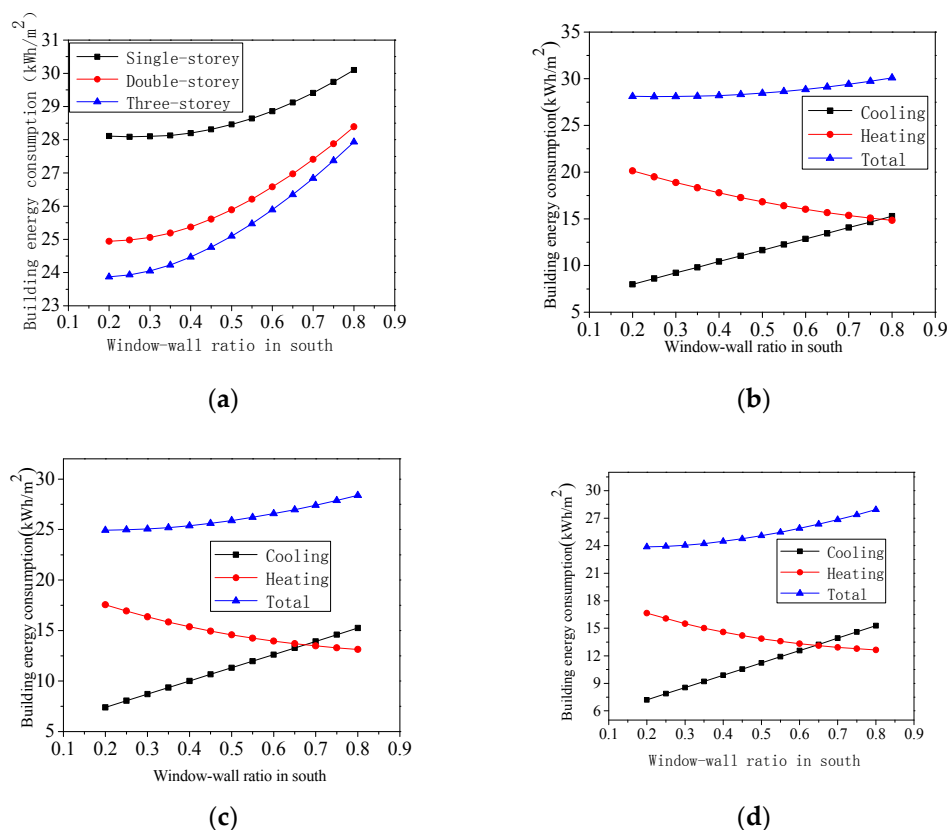 Building energy consumption (kWh/m²)
31
30
29
28
27
26
25
24
23
Single-storey
Double-storey
Three-storey
0.1 0.2 0.3 0.4 0.5 0.6 0.7 0.8 0.9
Window-wall ratio in south
(a)
Building energy consumption(kWh/m²)
35
30
25
20
15
10
5
Cooling
Heating
Total
0.1 0.2 0.3 0.4 0.5 0.6 0.7 0.8 0.9
Window-wall ratio in south
(b)
Building energy consumption(kWh/m²)
30
25
20
15
10
5
Cooling
Heating
Total
0.1 0.2 0.3 0.4 0.5 0.6 0.7 0.8 0.9
Window-wall ratio in south
(c)
Building energy consumption(kWh/m²)
30
27
24
21
18
15
12
9
6
Cooling
Heating
Total
0.1 0.2 0.3 0.4 0.5 0.6 0.7 0.8 0.9
Window-wall ratio in south
(d)